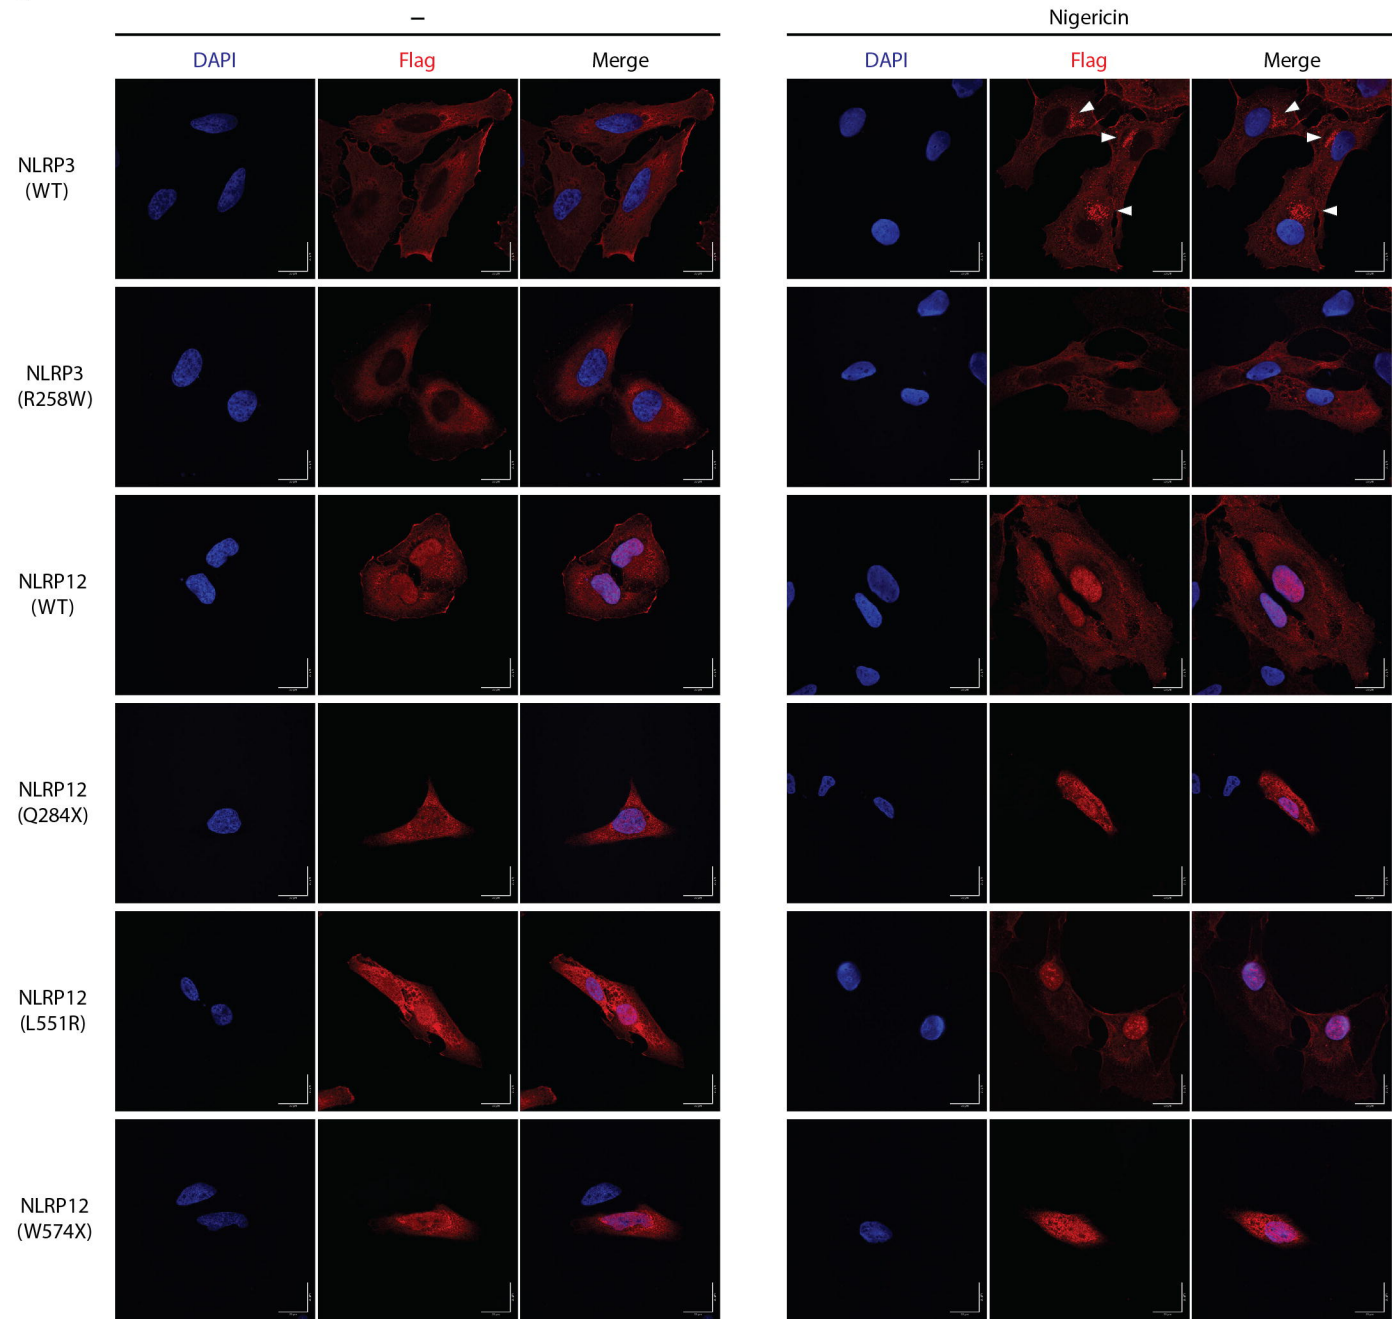 – Nigericin
DAPI Flag Merge DAPI Flag Merge
NLRP3
(WT)
NLRP3
(R258W)
NLRP12
(WT)
NLRP12
(Q284X)
NLRP12
(L551R)
NLRP12
(W574X)